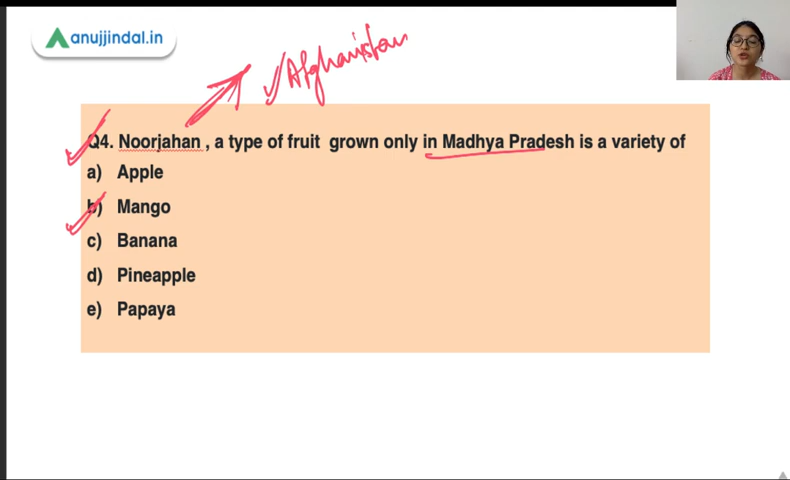 anujjindal.in
Afghanistan
Q4. Noorjahan , a type of fruit grown only in Madhya Pradesh is a variety of
a) Apple
b) Mango
c) Banana
d) Pineapple
e) Papaya